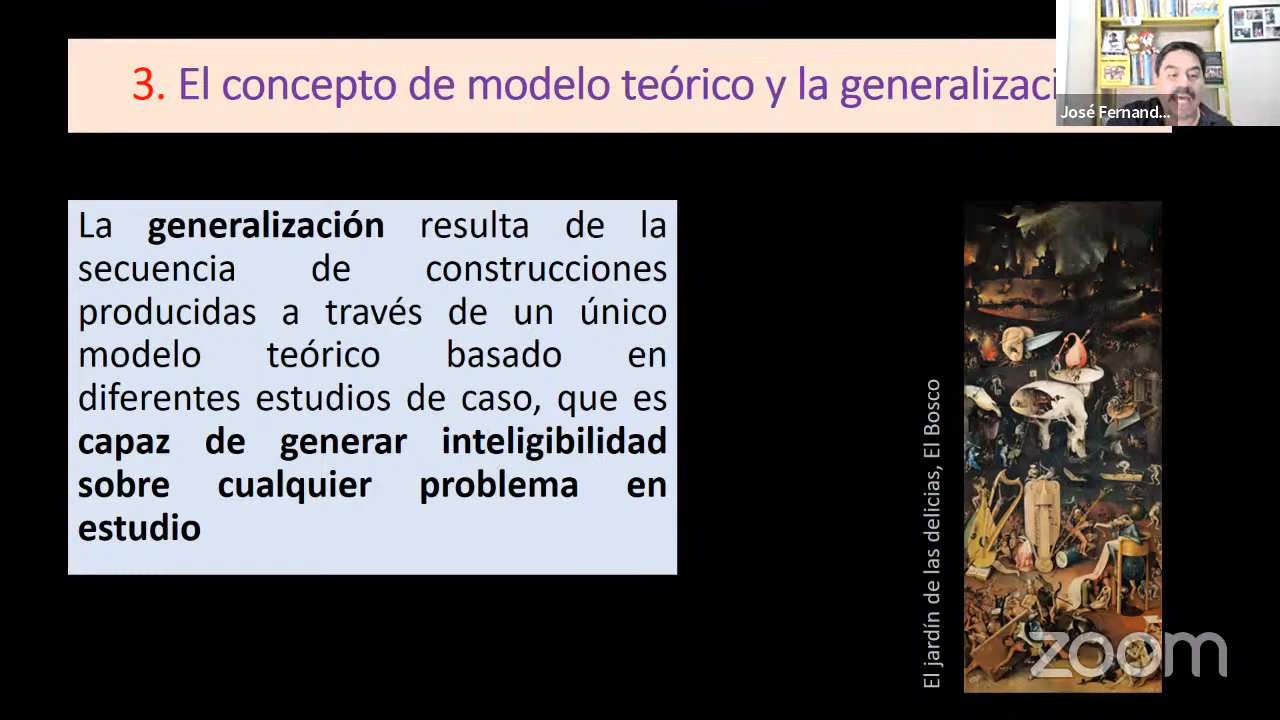 3. El concepto de modelo teórico y la generalizaci
José Fernand...
La generalización resulta de la
secuencia de construcciones
producidas a través de un único
modelo teórico basado en
diferentes estudios de caso, que es
capaz de generar inteligibilidad
sobre cualquier problema en
estudio
El jardín de las delicias, El Bosco
zoom